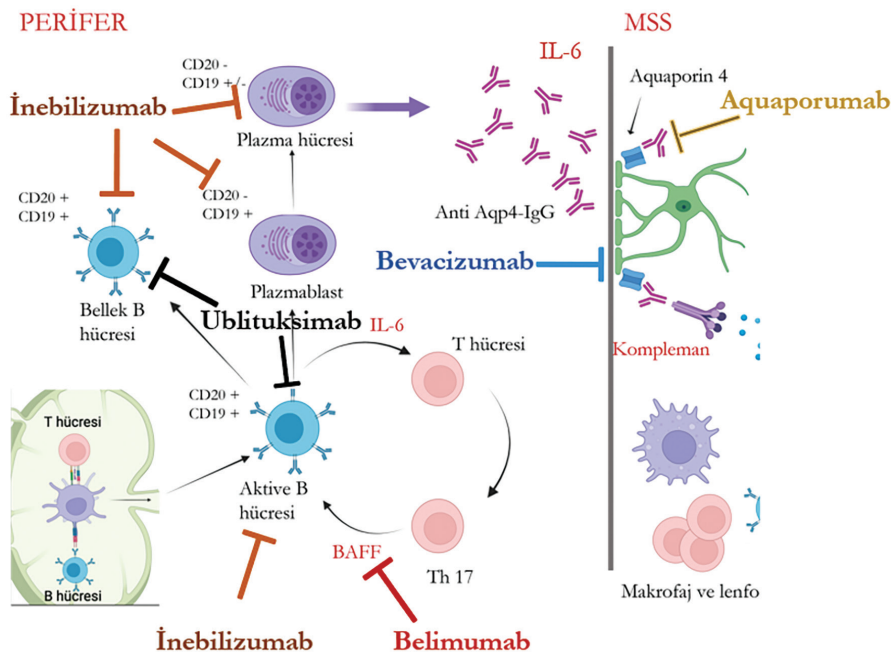 PERİFER
MSS
CD20 -
CD19 +/-
IL-6
Aquaporin 4
İnebilizumab
Aquaporumab
Plazma hücresi
CD20 +
CD19 +
CD20 -
CD19 +
Anti Aqp4-IgG
Bevacizumab
Plazmablast
Bellek B
hücresi
Ublituksimab
IL-6
T hücresi
Kompleman
CD20 +
CD19 +
T hücresi
Aktive B
hücresi
BAFF
Th 17
B hücresi
Makrofaj ve lenfo
İnebilizumab
Belimumab